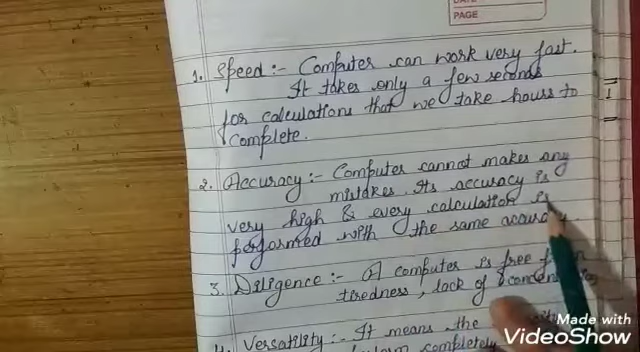 PAGE
1. Speed :- Computer can work very fast.
It takes only a few seconds
for calculations that we take hours to
complete.
2. Accuracy :- Computer cannot makes any
mistakes. Its accuracy is
very high & every calculation is
performed with the same accuracy.
3. Diligence :- A computer is free
tiredness, lack of
4. Versatility :- It means the
completely
Made with
VideoShow